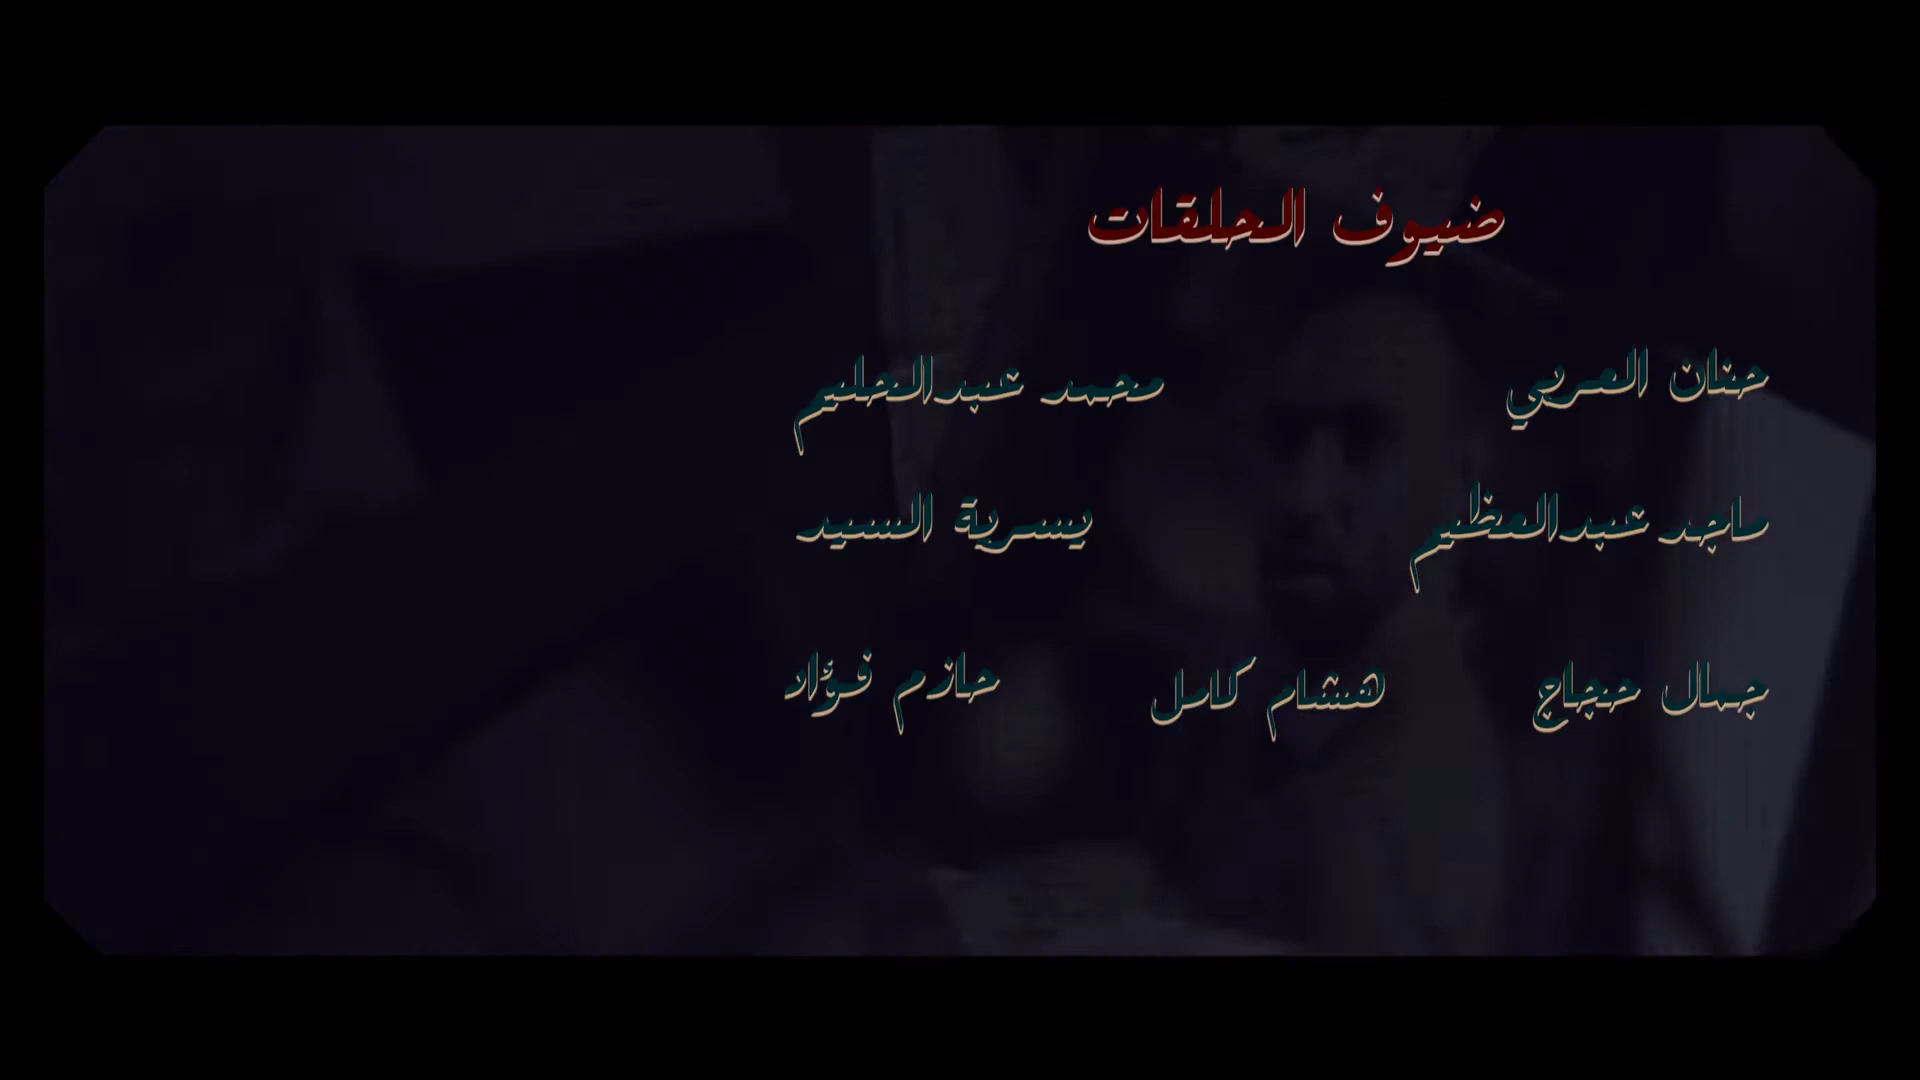 ضيوف الحلقات
حنان العربي محمد عبدالحليم
ماجد عبدالعظيم يسرية السيد
جمال حجاج هشام كامل حازم فؤاد